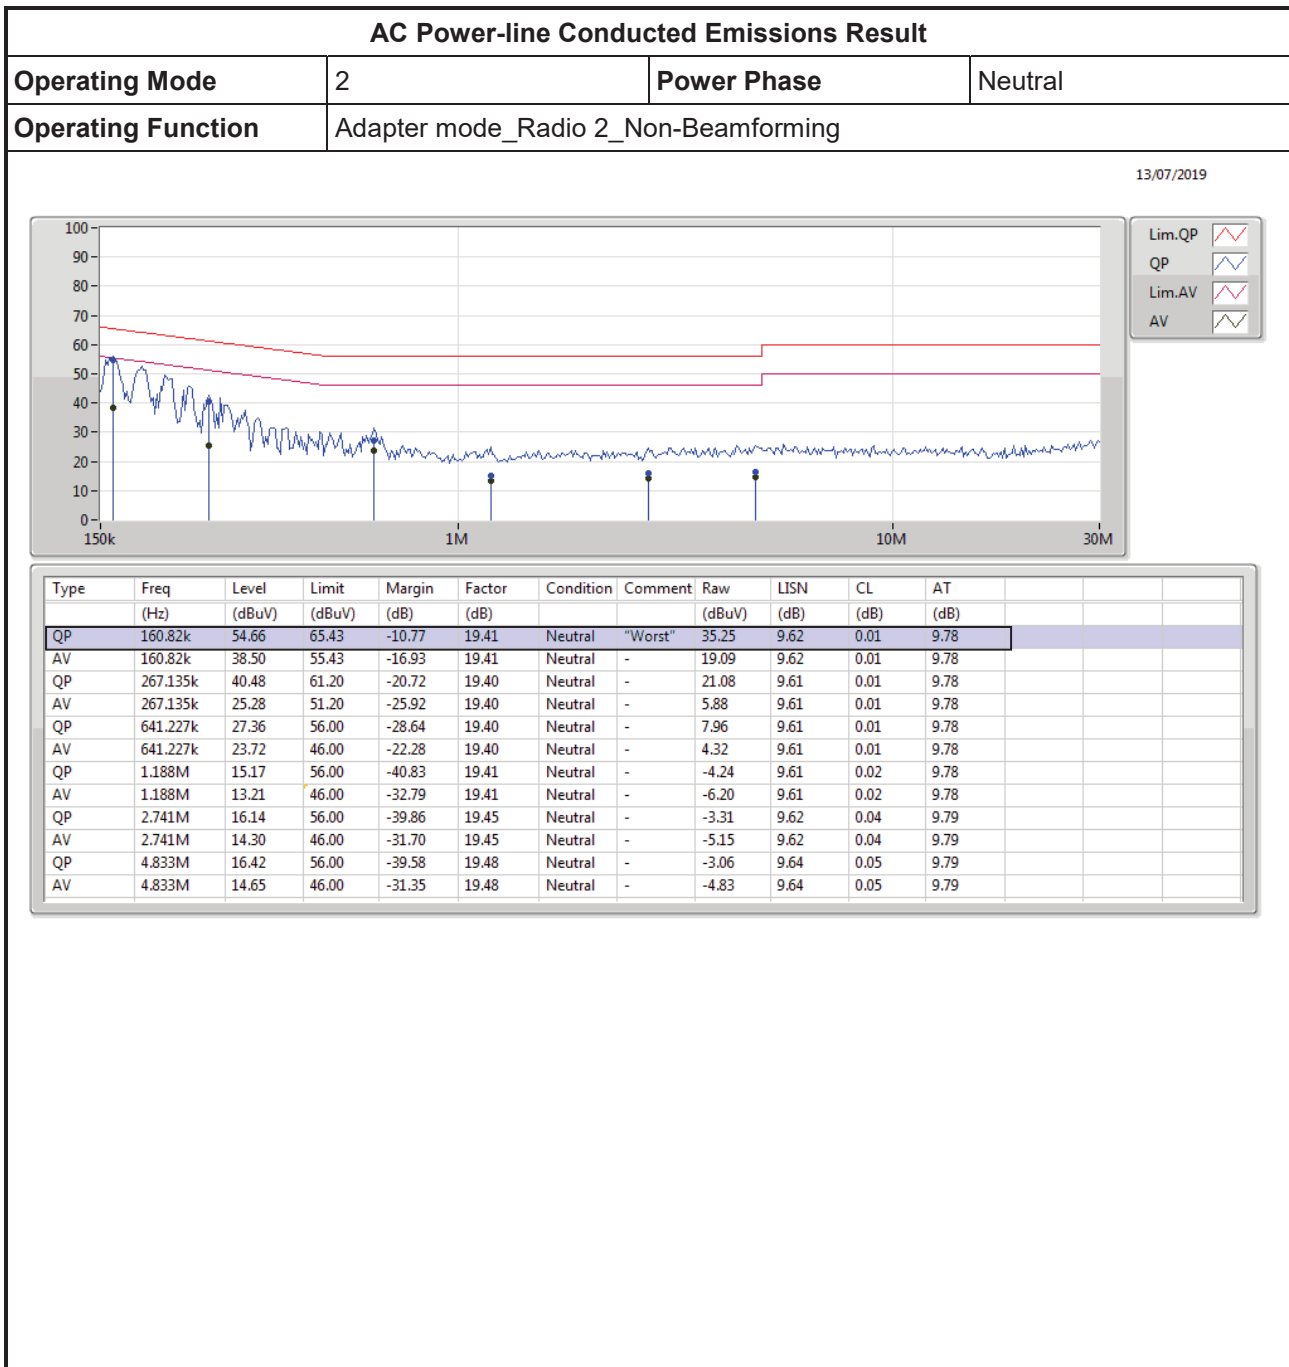 AC Power-line Conducted Emissions Result
Operating Mode 2 Power Phase Neutral
Operating Function Adapter mode_Radio 2_Non-Beamforming
13/07/2019
100
90
80
70
60
50
40
30
20
10
0
150k 1M 10M 30M
Lim.QP
QP
Lim.AV
AV
Type Freq Level Limit Margin Factor Condition Comment Raw LISN CL AT
(Hz) (dBuV) (dBuV) (dB) (dB) (dBuV) (dB) (dB) (dB)
QP 160.82k 54.66 65.43 -10.77 19.41 Neutral "Worst" 35.25 9.62 0.01 9.78
AV 160.82k 38.50 55.43 -16.93 19.41 Neutral - 19.09 9.62 0.01 9.78
QP 267.135k 40.48 61.20 -20.72 19.40 Neutral - 21.08 9.61 0.01 9.78
AV 267.135k 25.28 51.20 -25.92 19.40 Neutral - 5.88 9.61 0.01 9.78
QP 641.227k 27.36 56.00 -28.64 19.40 Neutral - 7.96 9.61 0.01 9.78
AV 641.227k 23.72 46.00 -22.28 19.40 Neutral - 4.32 9.61 0.01 9.78
QP 1.188M 15.17 56.00 -40.83 19.41 Neutral - -4.24 9.61 0.02 9.78
AV 1.188M 13.21 46.00 -32.79 19.41 Neutral - -6.20 9.61 0.02 9.78
QP 2.741M 16.14 56.00 -39.86 19.45 Neutral - -3.31 9.62 0.04 9.79
AV 2.741M 14.30 46.00 -31.70 19.45 Neutral - -5.15 9.62 0.04 9.79
QP 4.833M 16.42 56.00 -39.58 19.48 Neutral - -3.06 9.64 0.05 9.79
AV 4.833M 14.65 46.00 -31.35 19.48 Neutral - -4.83 9.64 0.05 9.79